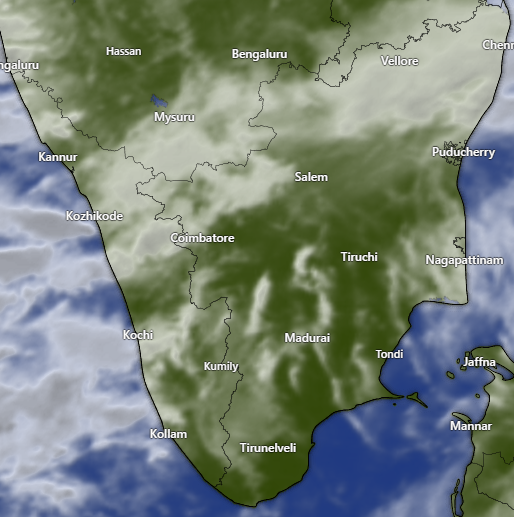 Hassan
Bengaluru
Chenn
Vellore
ngaluru
Mysuru
Kannur
Puducherry
Salem
Kozhikode
Coimbatore
Tiruchi
Nagapattinam
Kochi
Madurai
Tondi
Jaffna
Kumily
Mannar
Kollam
Tirunelveli